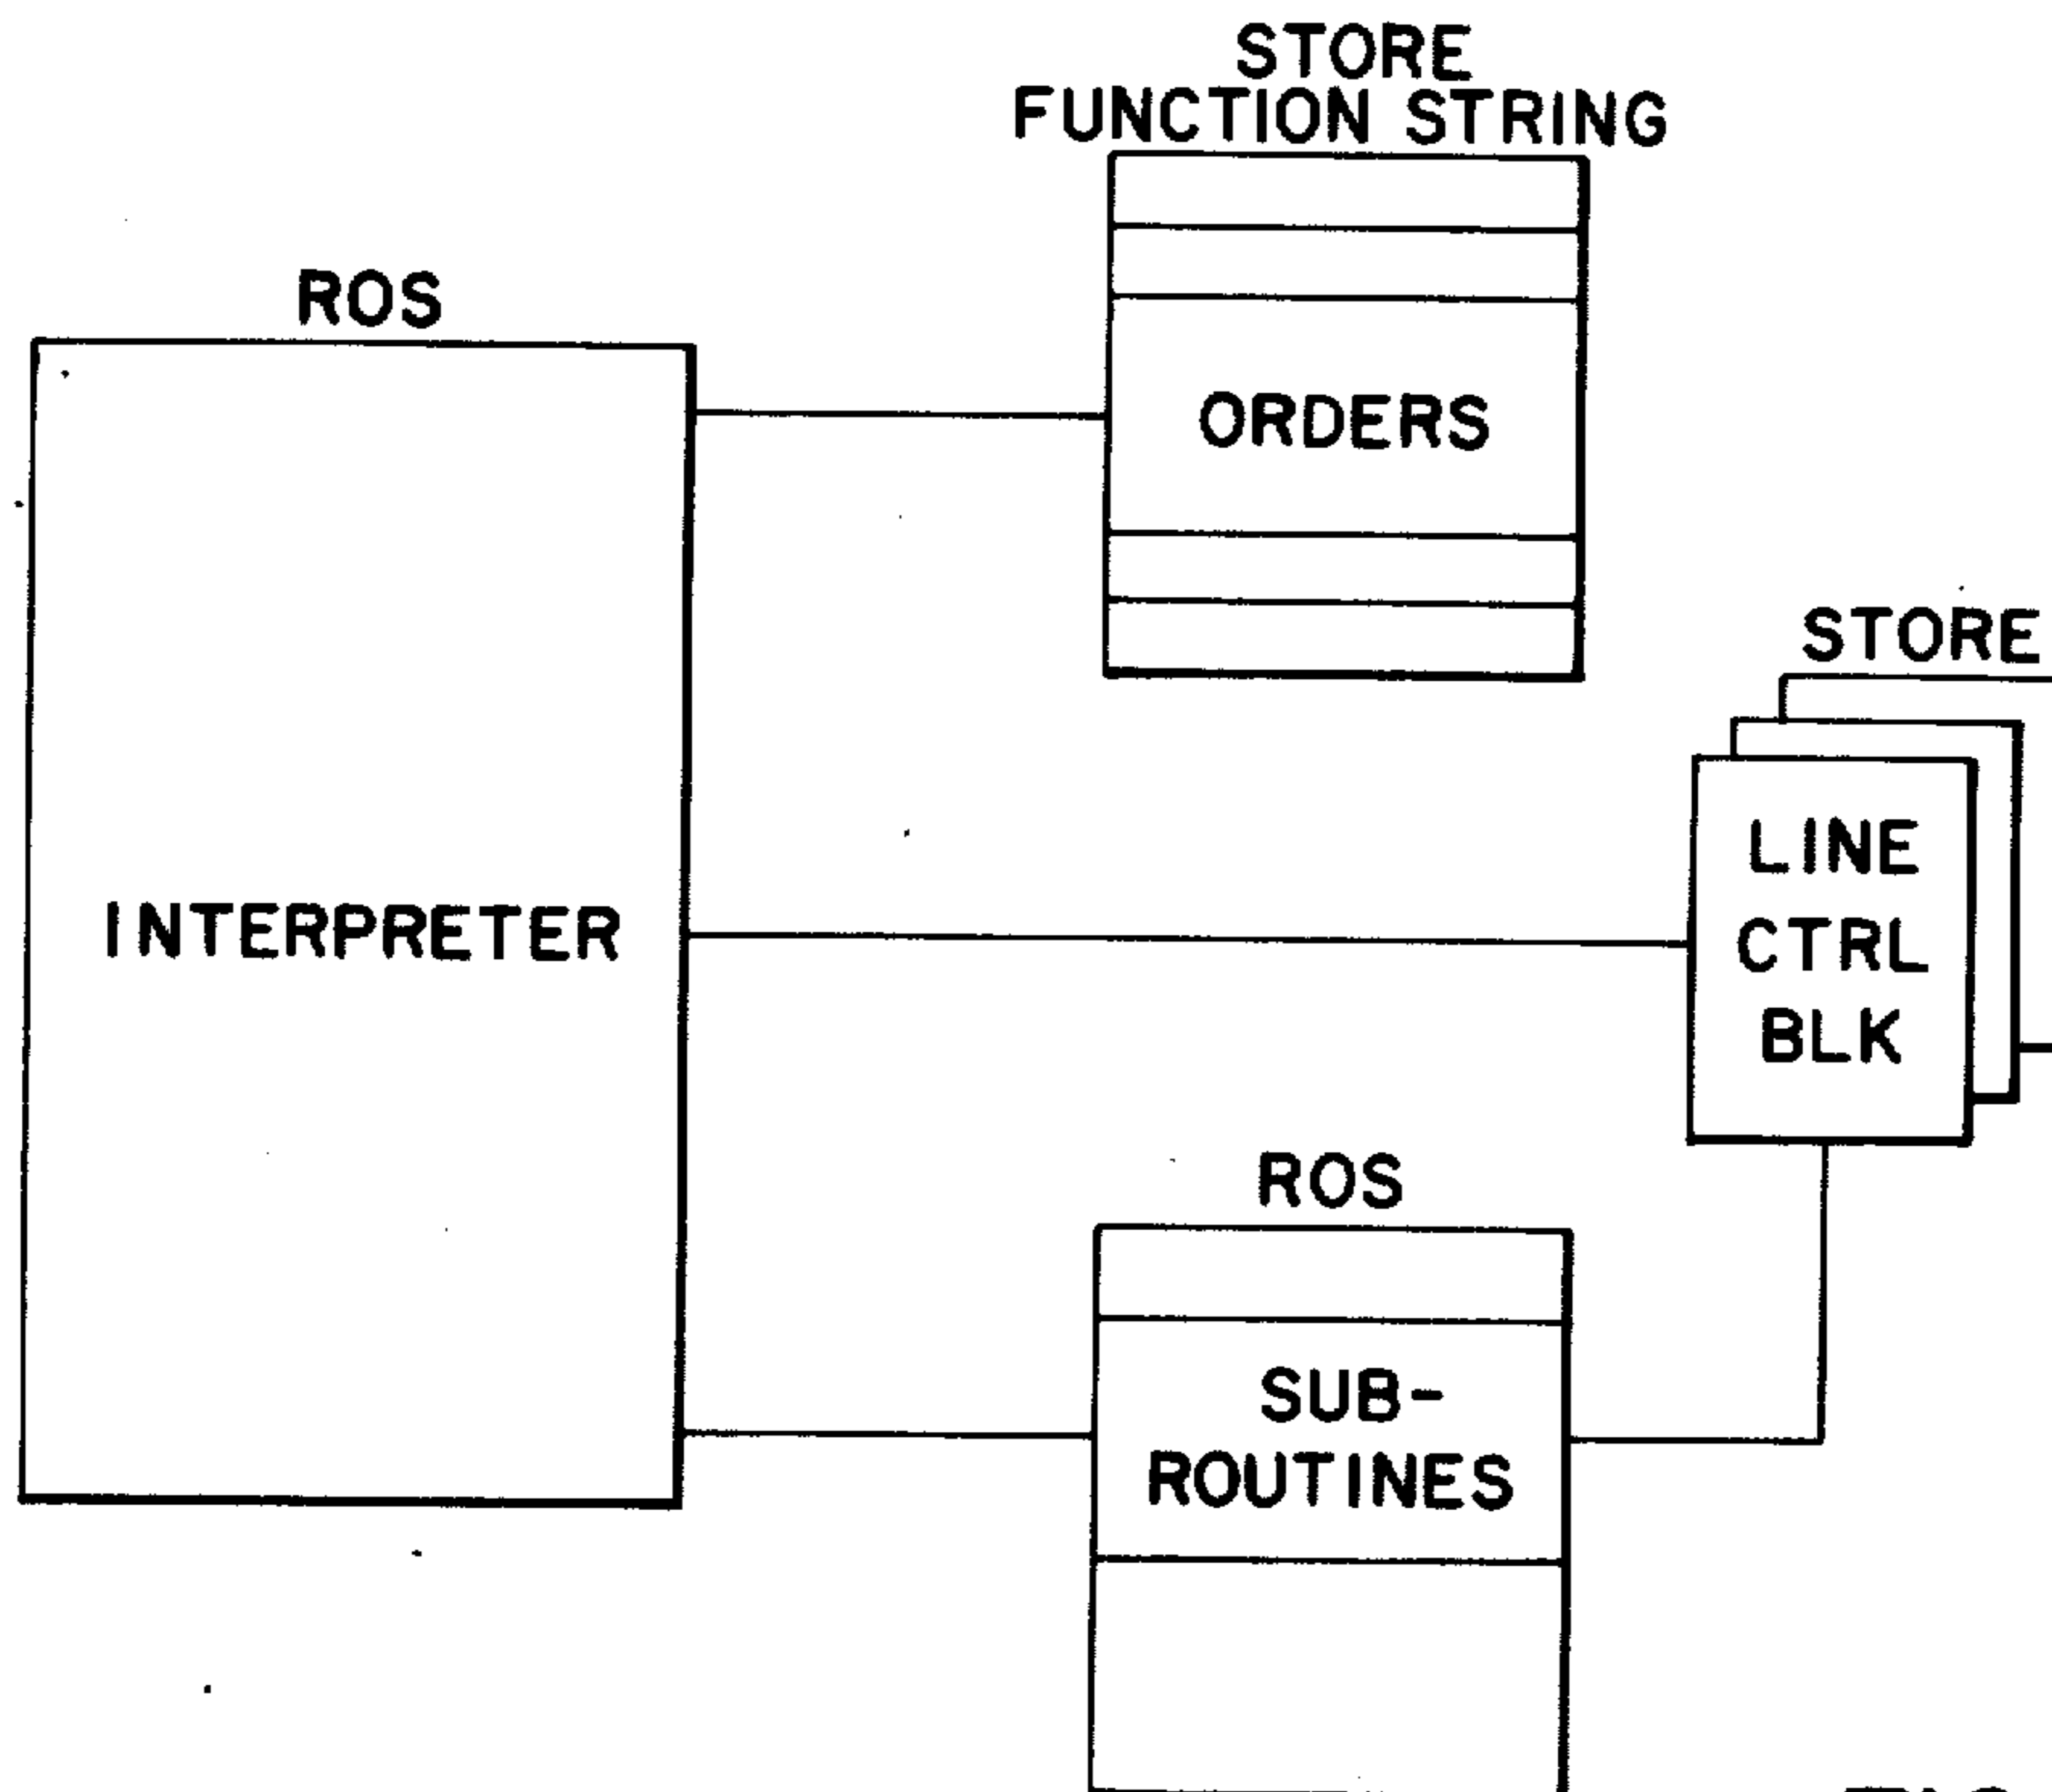 STORE
FUNCTION STRING
ROS
ORDERS
STORE
INTERPRETER
LINE
CTRL
BLK
ROS
SUB-
ROUTINES